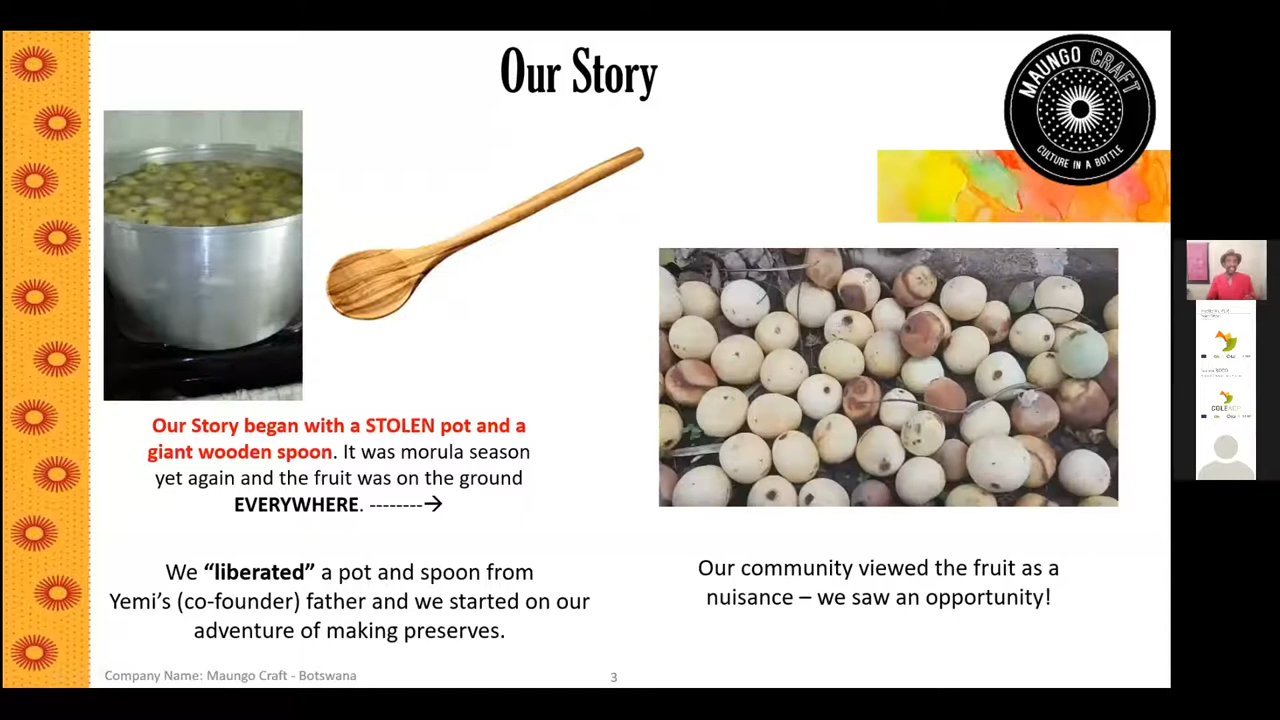 Our Story
MAUNGO CRAFT
CULTURE IN A BOTTLE
Our Story began with a STOLEN pot and a
giant wooden spoon. It was morula season
yet again and the fruit was on the ground
EVERYWHERE. --------→
We “liberated” a pot and spoon from
Yemi’s (co-founder) father and we started on our
adventure of making preserves.
Our community viewed the fruit as a
nuisance – we saw an opportunity!
Company Name: Maungo Craft - Botswana
3